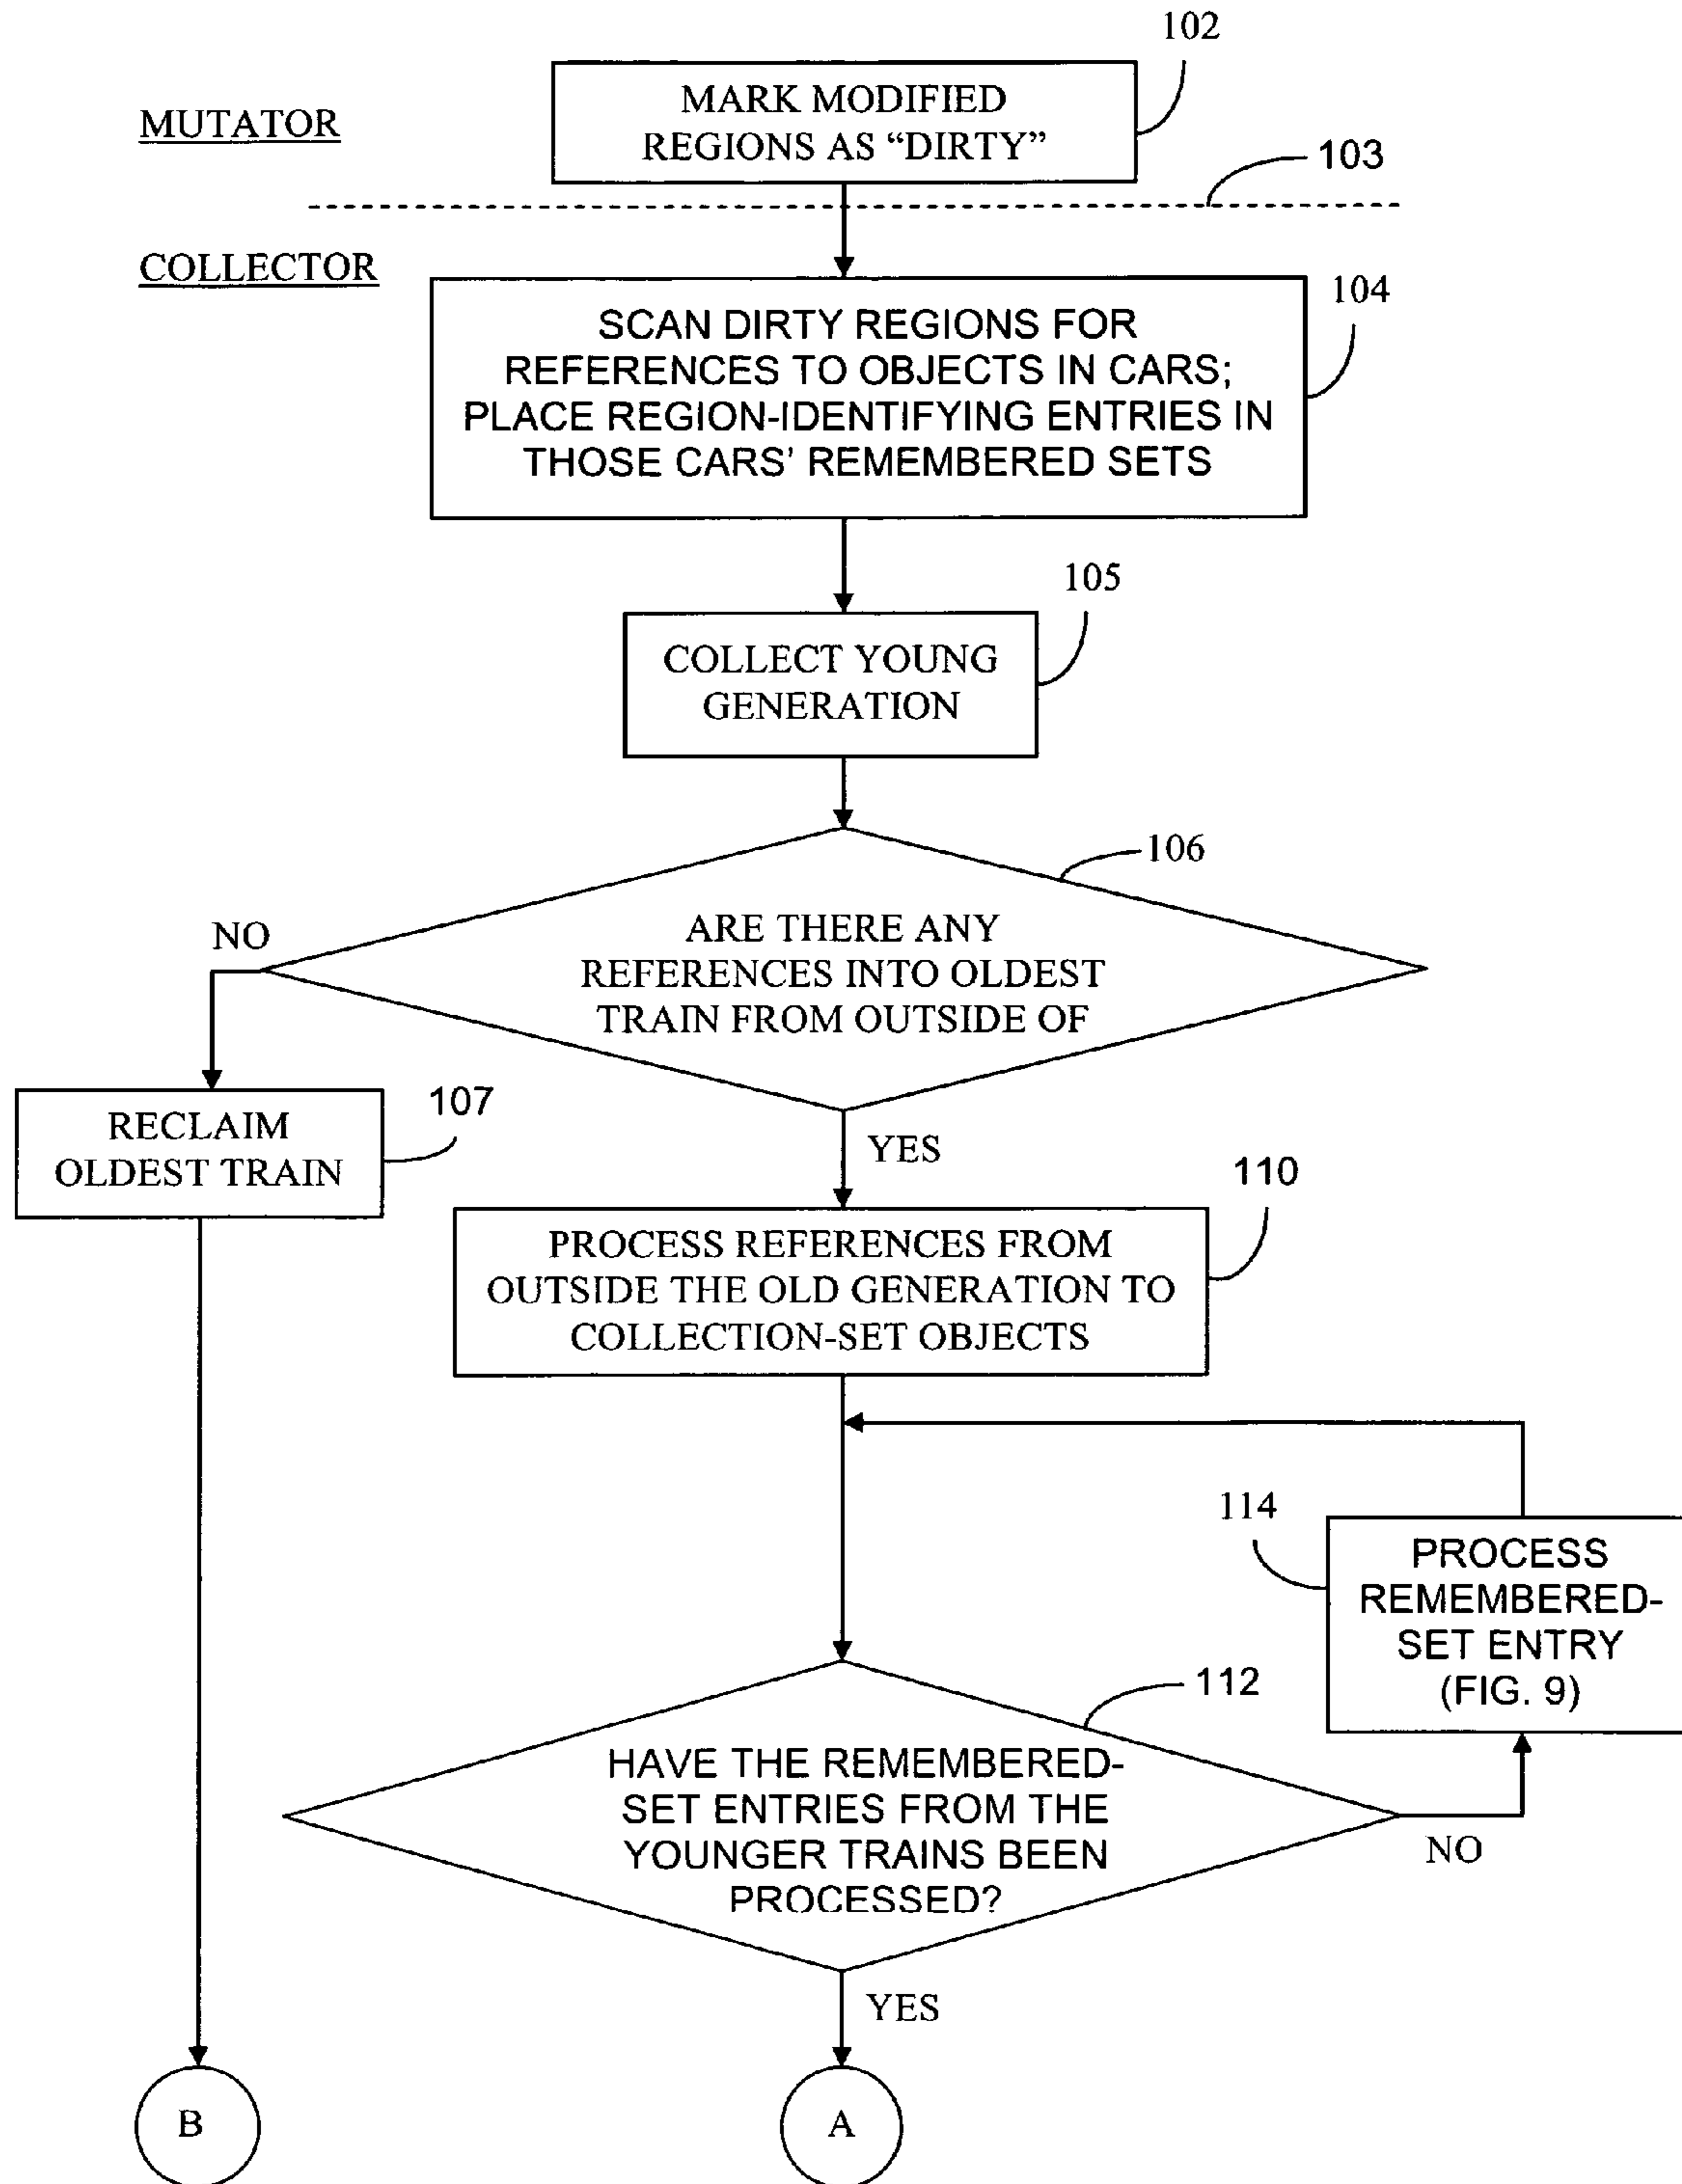 102
MUTATOR
MARK MODIFIED
REGIONS AS “DIRTY”
103
COLLECTOR
104
SCAN DIRTY REGIONS FOR
REFERENCES TO OBJECTS IN CARS;
PLACE REGION-IDENTIFYING ENTRIES IN
THOSE CARS’ REMEMBERED SETS
105
COLLECT YOUNG
GENERATION
106
ARE THERE ANY
REFERENCES INTO OLDEST
TRAIN FROM OUTSIDE OF
NO
107
RECLAIM
OLDEST TRAIN
YES
110
PROCESS REFERENCES FROM
OUTSIDE THE OLD GENERATION TO
COLLECTION-SET OBJECTS
114
PROCESS
REMEMBERED-
SET ENTRY
(FIG. 9)
112
HAVE THE REMEMBERED-
SET ENTRIES FROM THE
YOUNGER TRAINS BEEN
PROCESSED?
NO
YES
B
A